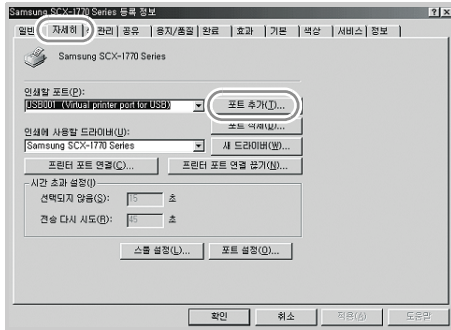 Samsung SCX-1770 Series 등록 정보
일반 자세히 관리 공유 용지/품질 완료 효과 기본 색상 서비스 정보
Samsung SCX-1770 Series
인쇄할 포트(P):
USB001 (Virtual printer port for USB)
포트 추가(T)...
인쇄에 사용할 드라이버(U):
포트 삭제(D)...
Samsung SCX-1770 Series
새 드라이버(W)...
프린터 포트 연결(C)...
프린터 포트 연결 끊기(N)...
시간 초과 설정(I)
선택되지 않음(S): 15 초
전송 다시 시도(R): 45 초
스풀 설정(L)... 포트 설정(O)...
확인 취소 적용(A) 도움말